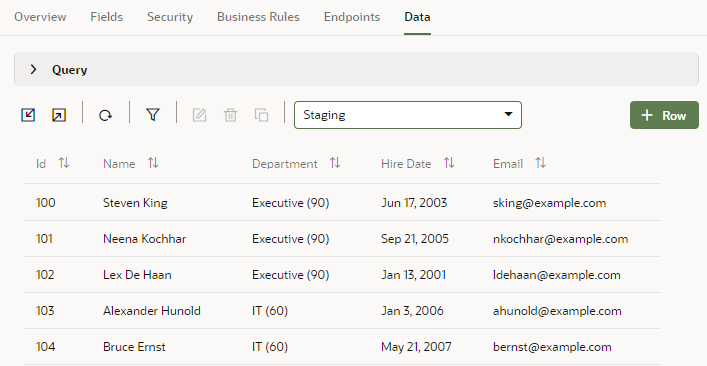 Overview Fields Security Business Rules Endpoints Data
Query
Staging + Row
Id Name Department Hire Date Email
100 Steven King Executive (90) Jun 17, 2003 sking@example.com
101 Neena Kochhar Executive (90) Sep 21, 2005 nkochhar@example.com
102 Lex De Haan Executive (90) Jan 13, 2001 ldehaan@example.com
103 Alexander Hunold IT (60) Jan 3, 2006 ahunold@example.com
104 Bruce Ernst IT (60) May 21, 2007 bernst@example.com